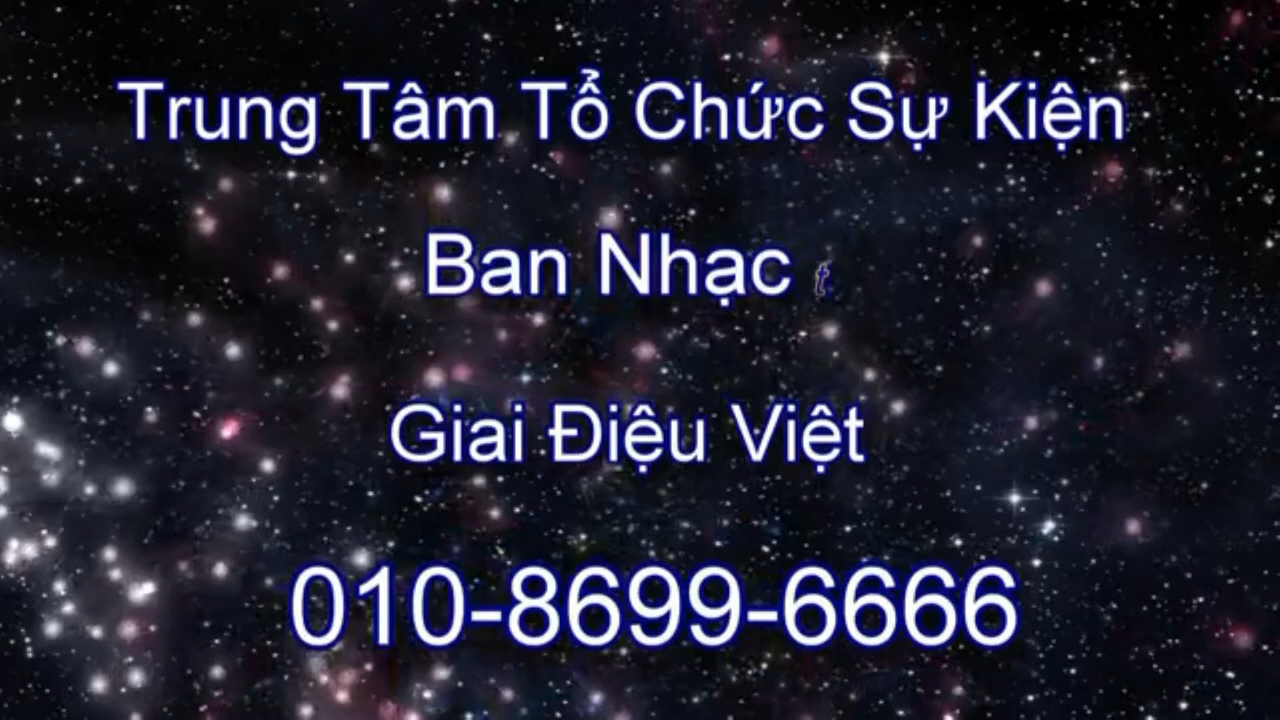 Trung Tâm Tổ Chức Sự Kiện
Ban Nhạc t
Giai Điệu Việt
010-8699-6666